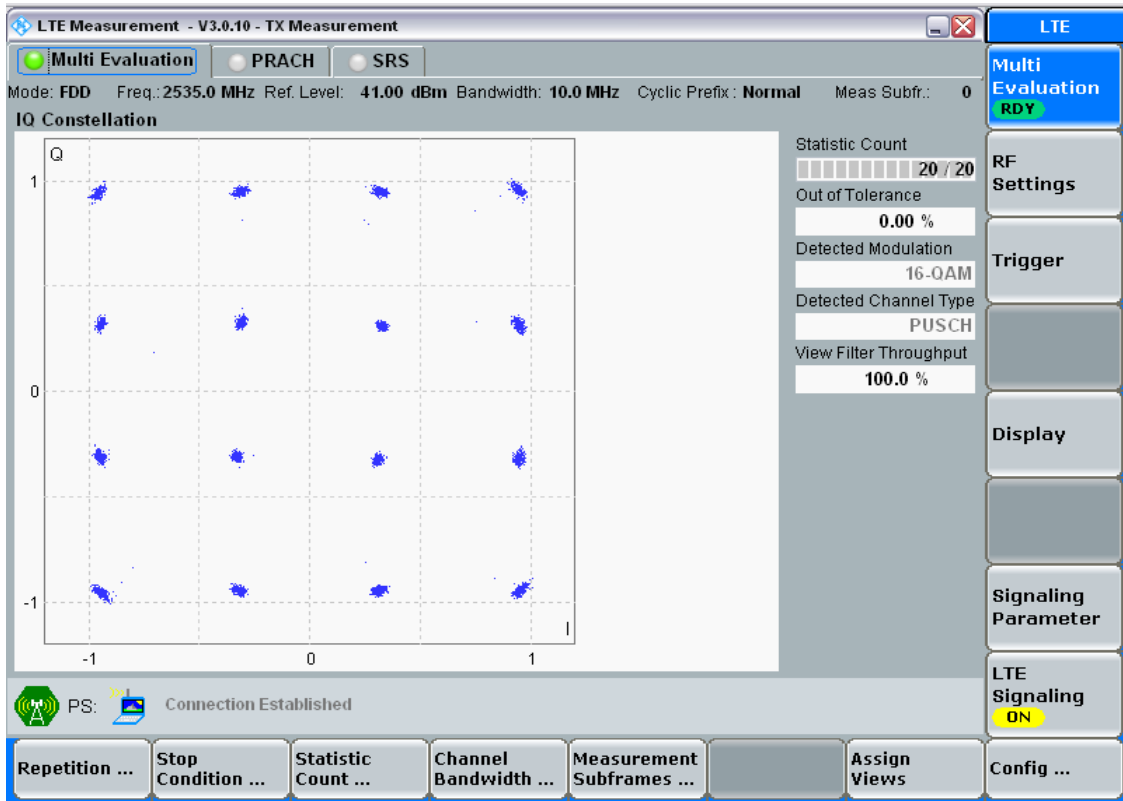 LTE Measurement - V3.0.10 - TX Measurement
LTE
Multi Evaluation PRACH SRS
Mode: FDD Freq.: 2535.0 MHz Ref. Level: 41.00 dBm Bandwidth: 10.0 MHz Cyclic Prefix : Normal Meas Subfr.: 0
IQ Constellation
Q
1
0
-1
I
-1 0 1
Statistic Count
20 / 20
Out of Tolerance
0.00 %
Detected Modulation
16-QAM
Detected Channel Type
PUSCH
View Filter Throughput
100.0 %
Multi
Evaluation
RDY
RF
Settings
Trigger
Display
Signaling
Parameter
LTE
Signaling
ON
PS: Connection Established
Repetition ...
Stop
Condition ...
Statistic
Count ...
Channel
Bandwidth ...
Measurement
Subframes ...
Assign
Views
Config ...